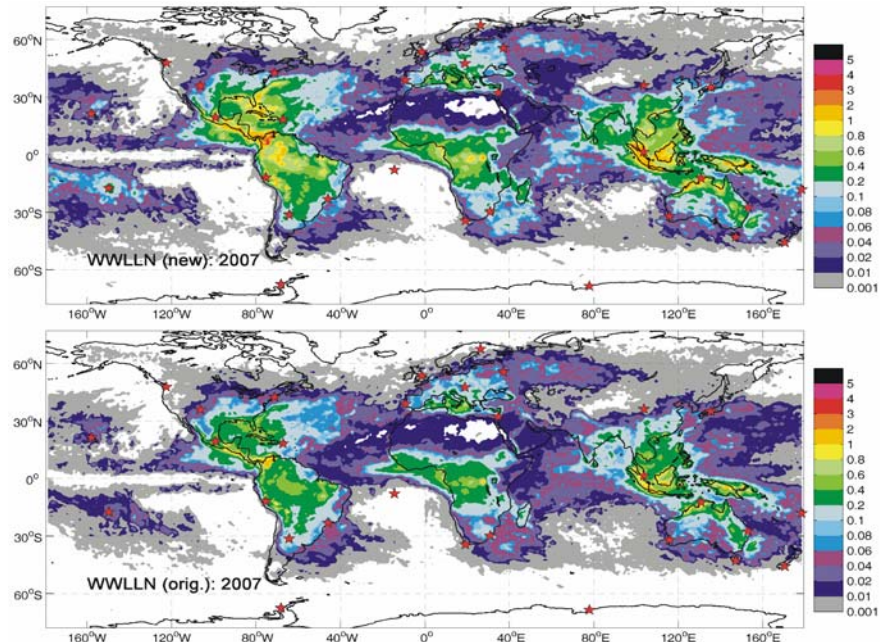 60°N
30°N
0°
30°S
60°S
WWLLN (new): 2007
160°W
120°W
80°W
40°W
0°
40°E
80°E
120°E
160°E
5
4
3
2
1
0.8
0.6
0.4
0.2
0.1
0.08
0.06
0.04
0.02
0.01
0.001
60°N
30°N
0°
30°S
60°S
WWLLN (orig.): 2007
160°W
120°W
80°W
40°W
0°
40°E
80°E
120°E
160°E
5
4
3
2
1
0.8
0.6
0.4
0.2
0.1
0.08
0.06
0.04
0.02
0.01
0.001